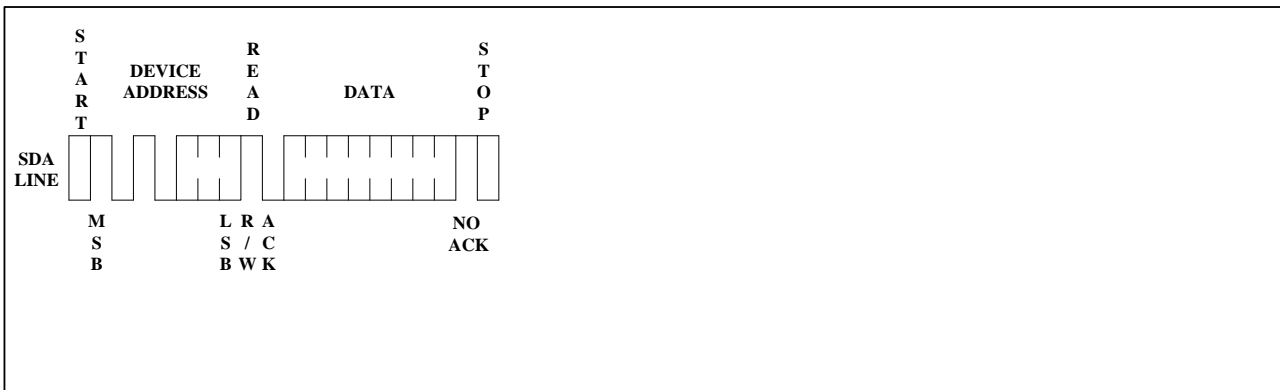 START
DEVICE
ADDRESS
READ
DATA
STOP
SDA
LINE
MSB
LSB
R/W
ACK
NO
ACK